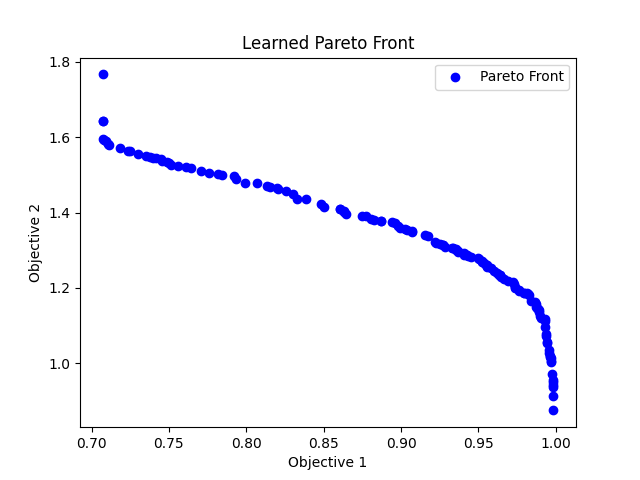 Learned Pareto Front
Pareto Front
Objective 2
1.8
1.6
1.4
1.2
1.0
0.70 0.75 0.80 0.85 0.90 0.95 1.00
Objective 1